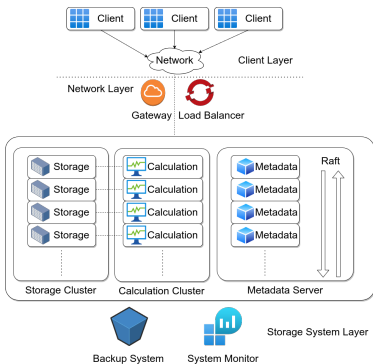 Client Client Client
Network
Client Layer
Network Layer
Gateway Load Balancer
Storage Calculation Metadata Raft
Storage Calculation Metadata
Storage Calculation Metadata
Storage Calculation Metadata
Storage Cluster Calculation Cluster Metadata Server
Storage System Layer
Backup System System Monitor